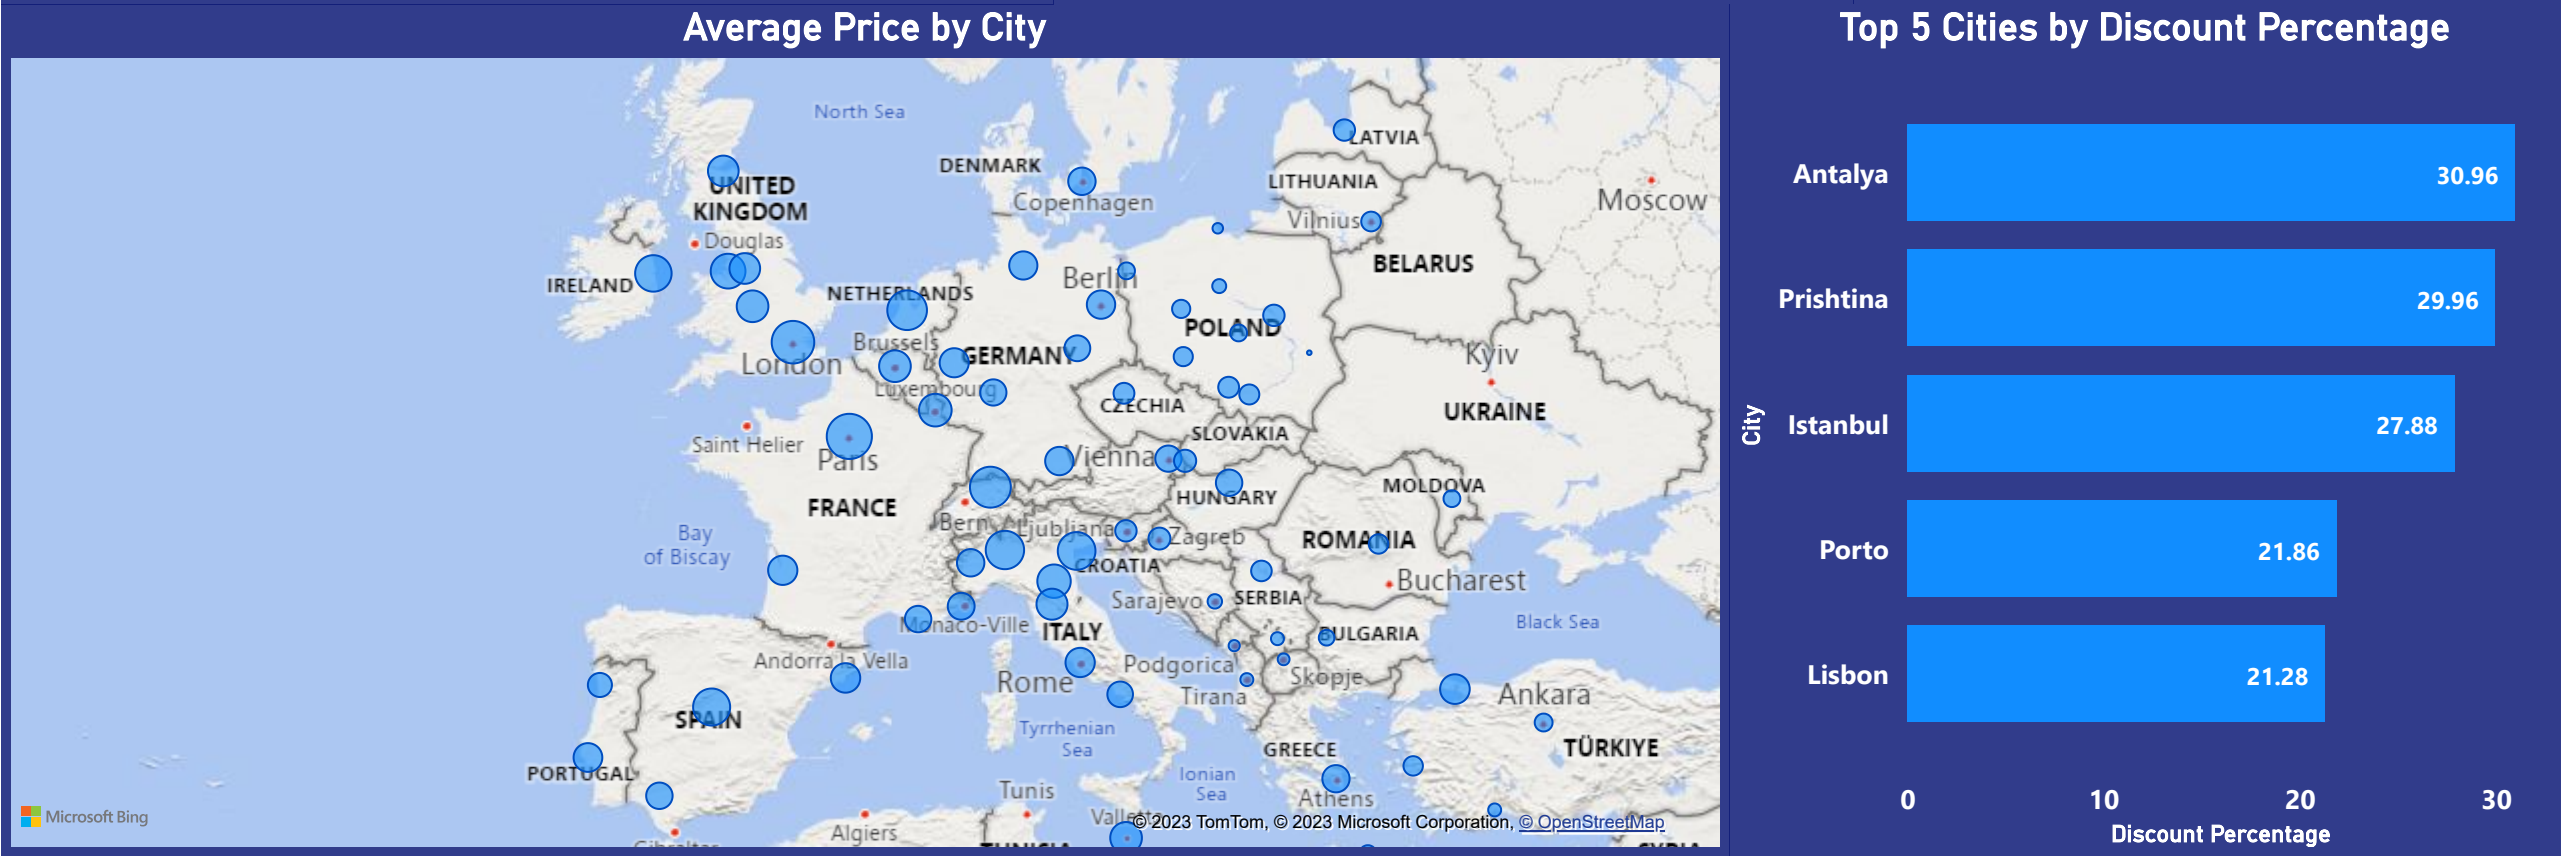 Average Price by City
North Sea
LATVIA
DENMARK
LITHUANIA
UNITED
KINGDOM
Copenhagen
Moscow
Vilnius
Douglas
BELARUS
IRELAND
Berlin
NETHERLANDS
POLAND
Brussels
London
GERMANY
Kyiv
Luxembourg
CZECHIA
UKRAINE
Saint Helier
SLOVAKIA
Paris
Vienna
MOLDOVA
HUNGARY
FRANCE
Bern
Ljubljana
Zagreb
ROMANIA
Bay
of Biscay
CROATIA
Bucharest
Sarajevo
SERBIA
Monaco-Ville
ITALY
BULGARIA
Black Sea
Andorra la Vella
Podgorica
Skopje
Rome
Tirana
Ankara
SPAIN
Tyrrhenian
Sea
GREECE
TÜRKIYE
PORTUGAL
Ionian
Sea
Tunis
Athens
Microsoft Bing
Valletta
© 2023 TomTom, © 2023 Microsoft Corporation, © OpenStreetMap
Algiers
Gibraltar
TUNISIA
SYRIA
Top 5 Cities by Discount Percentage
City
Antalya 30.96
Prishtina 29.96
Istanbul 27.88
Porto 21.86
Lisbon 21.28
0 10 20 30
Discount Percentage